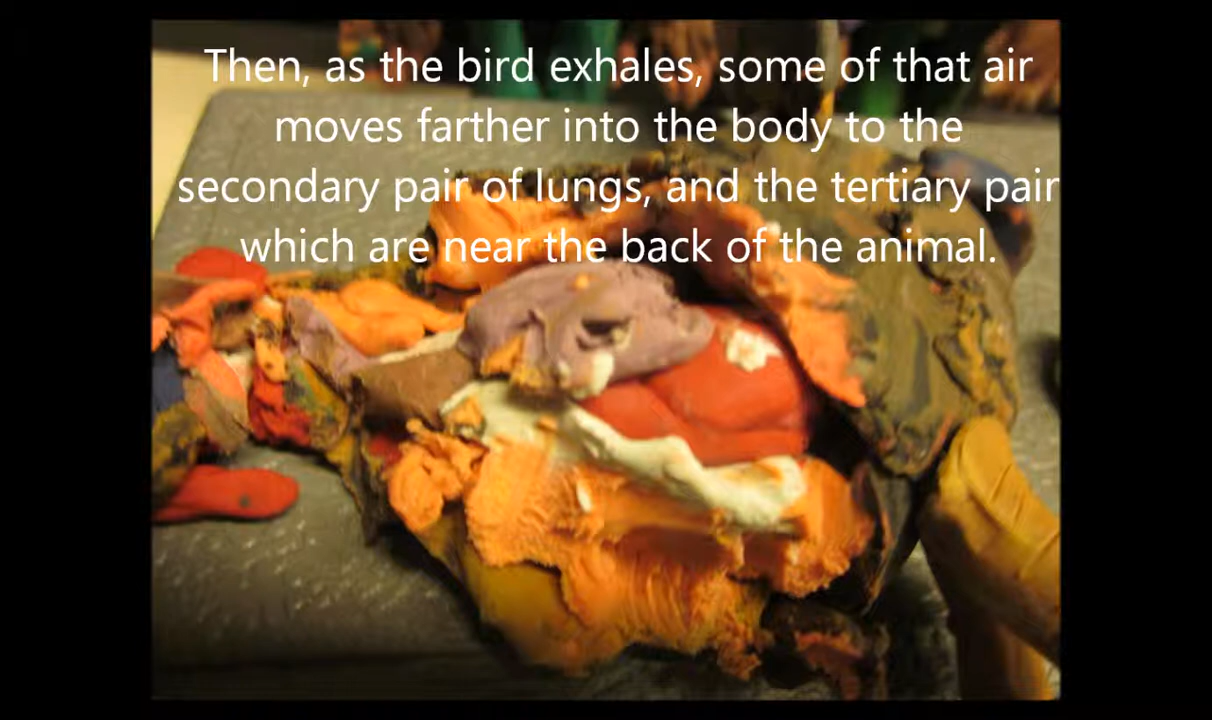 Then, as the bird exhales, some of that air
moves farther into the body to the
secondary pair of lungs, and the tertiary pair
which are near the back of the animal.